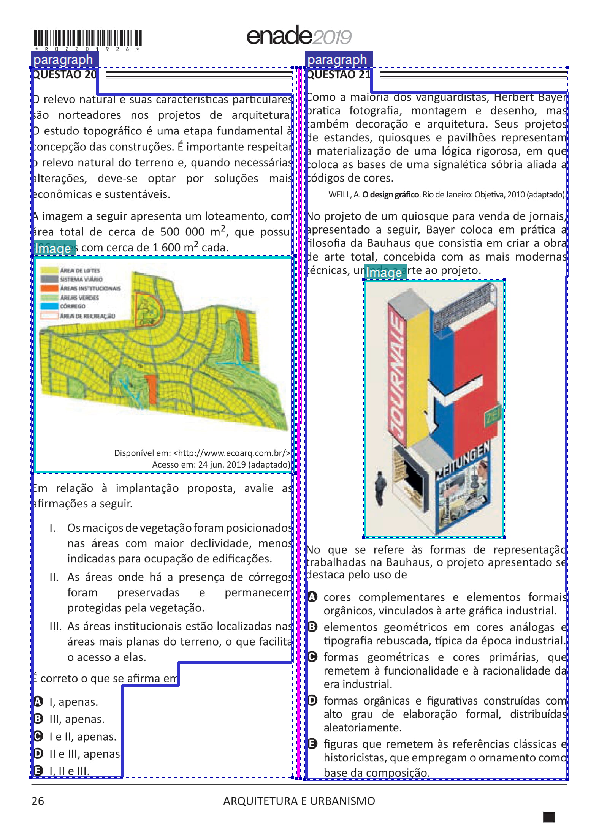 * R 0 2 2 0 1 9 2 6 *
enade2019
paragraph
QUESTÃO 20
O relevo natural e suas características particulares
são norteadores nos projetos de arquitetura.
O estudo topográfico é uma etapa fundamental à
concepção das construções. É importante respeitar
o relevo natural do terreno e, quando necessárias
alterações, deve-se optar por soluções mais
econômicas e sustentáveis.
A imagem a seguir apresenta um loteamento, com
área total de cerca de 500 000 m², que possui
Image
com cerca de 1 600 m² cada.
ÁREA DE LOTES
SISTEMA VIÁRIO
ÁREAS INSTITUCIONAIS
ÁREAS VERDES
CÓRREGO
ÁREA DE RECREAÇÃO
Disponível em: <http://www.ecoarq.com.br/>
Acesso em: 24 jun. 2019 (adaptado)
Em relação à implantação proposta, avalie as
afirmações a seguir.
I. Os maciços de vegetação foram posicionados
nas áreas com maior declividade, menos
indicadas para ocupação de edificações.
II. As áreas onde há a presença de córregos
foram preservadas e permanecem
protegidas pela vegetação.
III. As áreas institucionais estão localizadas nas
áreas mais planas do terreno, o que facilita
o acesso a elas.
É correto o que se afirma em
A I, apenas.
B III, apenas.
C I e II, apenas.
D II e III, apenas
E I, II e III.
paragraph
QUESTÃO 21
Como a maioria dos vanguardistas, Herbert Bayer
pratica fotografia, montagem e desenho, mas
também decoração e arquitetura. Seus projetos
de estandes, quiosques e pavilhões representam
a materialização de uma lógica rigorosa, em que
coloca as bases de uma signalética sóbria aliada a
códigos de cores.
WEILL, A. O design gráfico. Rio de Janeiro: Objetiva, 2010 (adaptado)
No projeto de um quiosque para venda de jornais,
apresentado a seguir, Bayer coloca em prática a
filosofia da Bauhaus que consistia em criar a obra
de arte total, concebida com as mais modernas
técnicas,
Image
rte ao projeto.
JOURNALE
ZEITUNGEN
No que se refere às formas de representação
trabalhadas na Bauhaus, o projeto apresentado se
destaca pelo uso de
A cores complementares e elementos formais
orgânicos, vinculados à arte gráfica industrial.
B elementos geométricos em cores análogas e
tipografia rebuscada, típica da época industrial.
C formas geométricas e cores primárias, que
remetem à funcionalidade e à racionalidade da
era industrial.
D formas orgânicas e figurativas construídas com
alto grau de elaboração formal, distribuídas
aleatoriamente.
E figuras que remetem às referências clássicas e
historicistas, que empregam o ornamento como
base da composição.
26
ARQUITETURA E URBANISMO